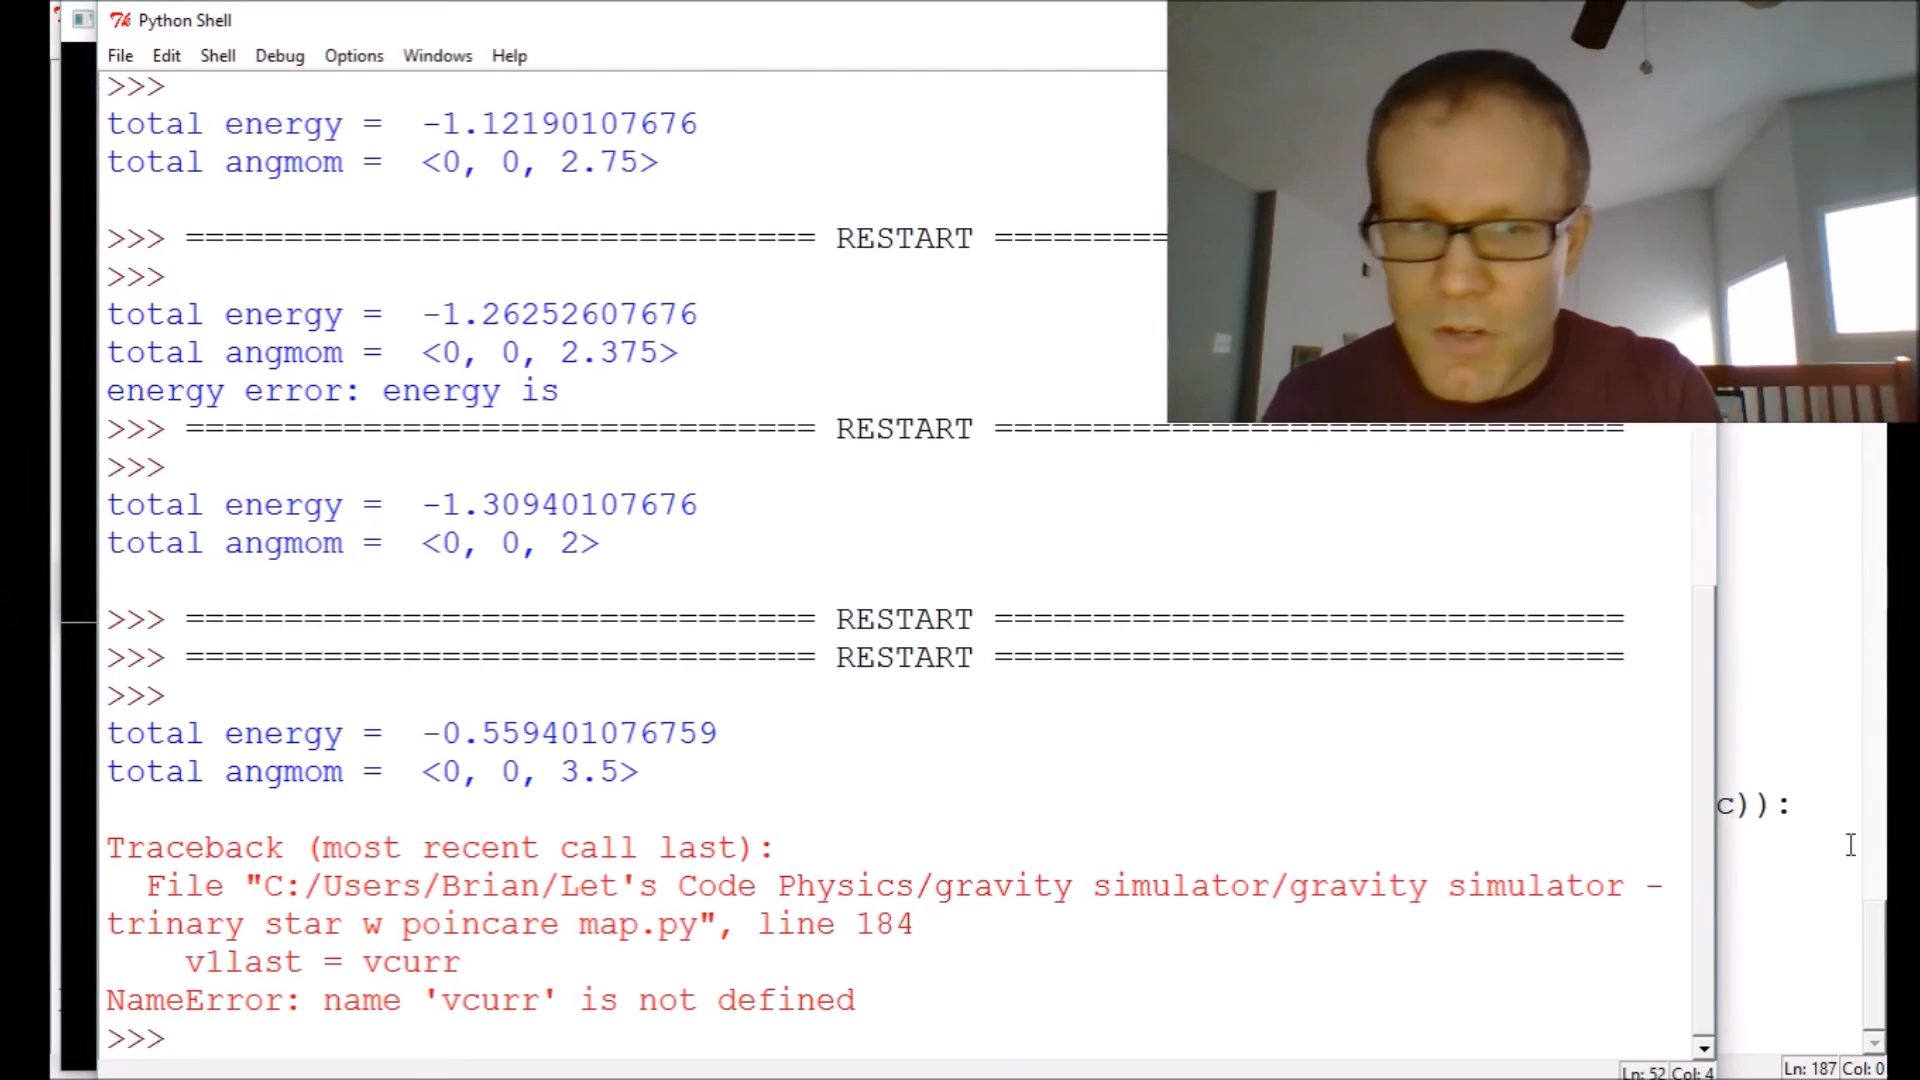 Python Shell
File Edit Shell Debug Options Windows Help
>>>
total energy =  -1.12190107676
total angmom =  <0, 0, 2.75>
>>> ================================ RESTART =========
>>>
total energy =  -1.26252607676
total angmom =  <0, 0, 2.375>
energy error: energy is
>>> ================================ RESTART ================================
>>>
total energy =  -1.30940107676
total angmom =  <0, 0, 2>
>>> ================================ RESTART ================================
>>> ================================ RESTART ================================
>>>
total energy =  -0.559401076759
total angmom =  <0, 0, 3.5>
c)):
Traceback (most recent call last):
  File "C:/Users/Brian/Let's Code Physics/gravity simulator/gravity simulator -
trinary star w poincare map.py", line 184
    v1last = vcurr
NameError: name 'vcurr' is not defined
>>>
Ln: 52 Col: 4
Ln: 187 Col: 0